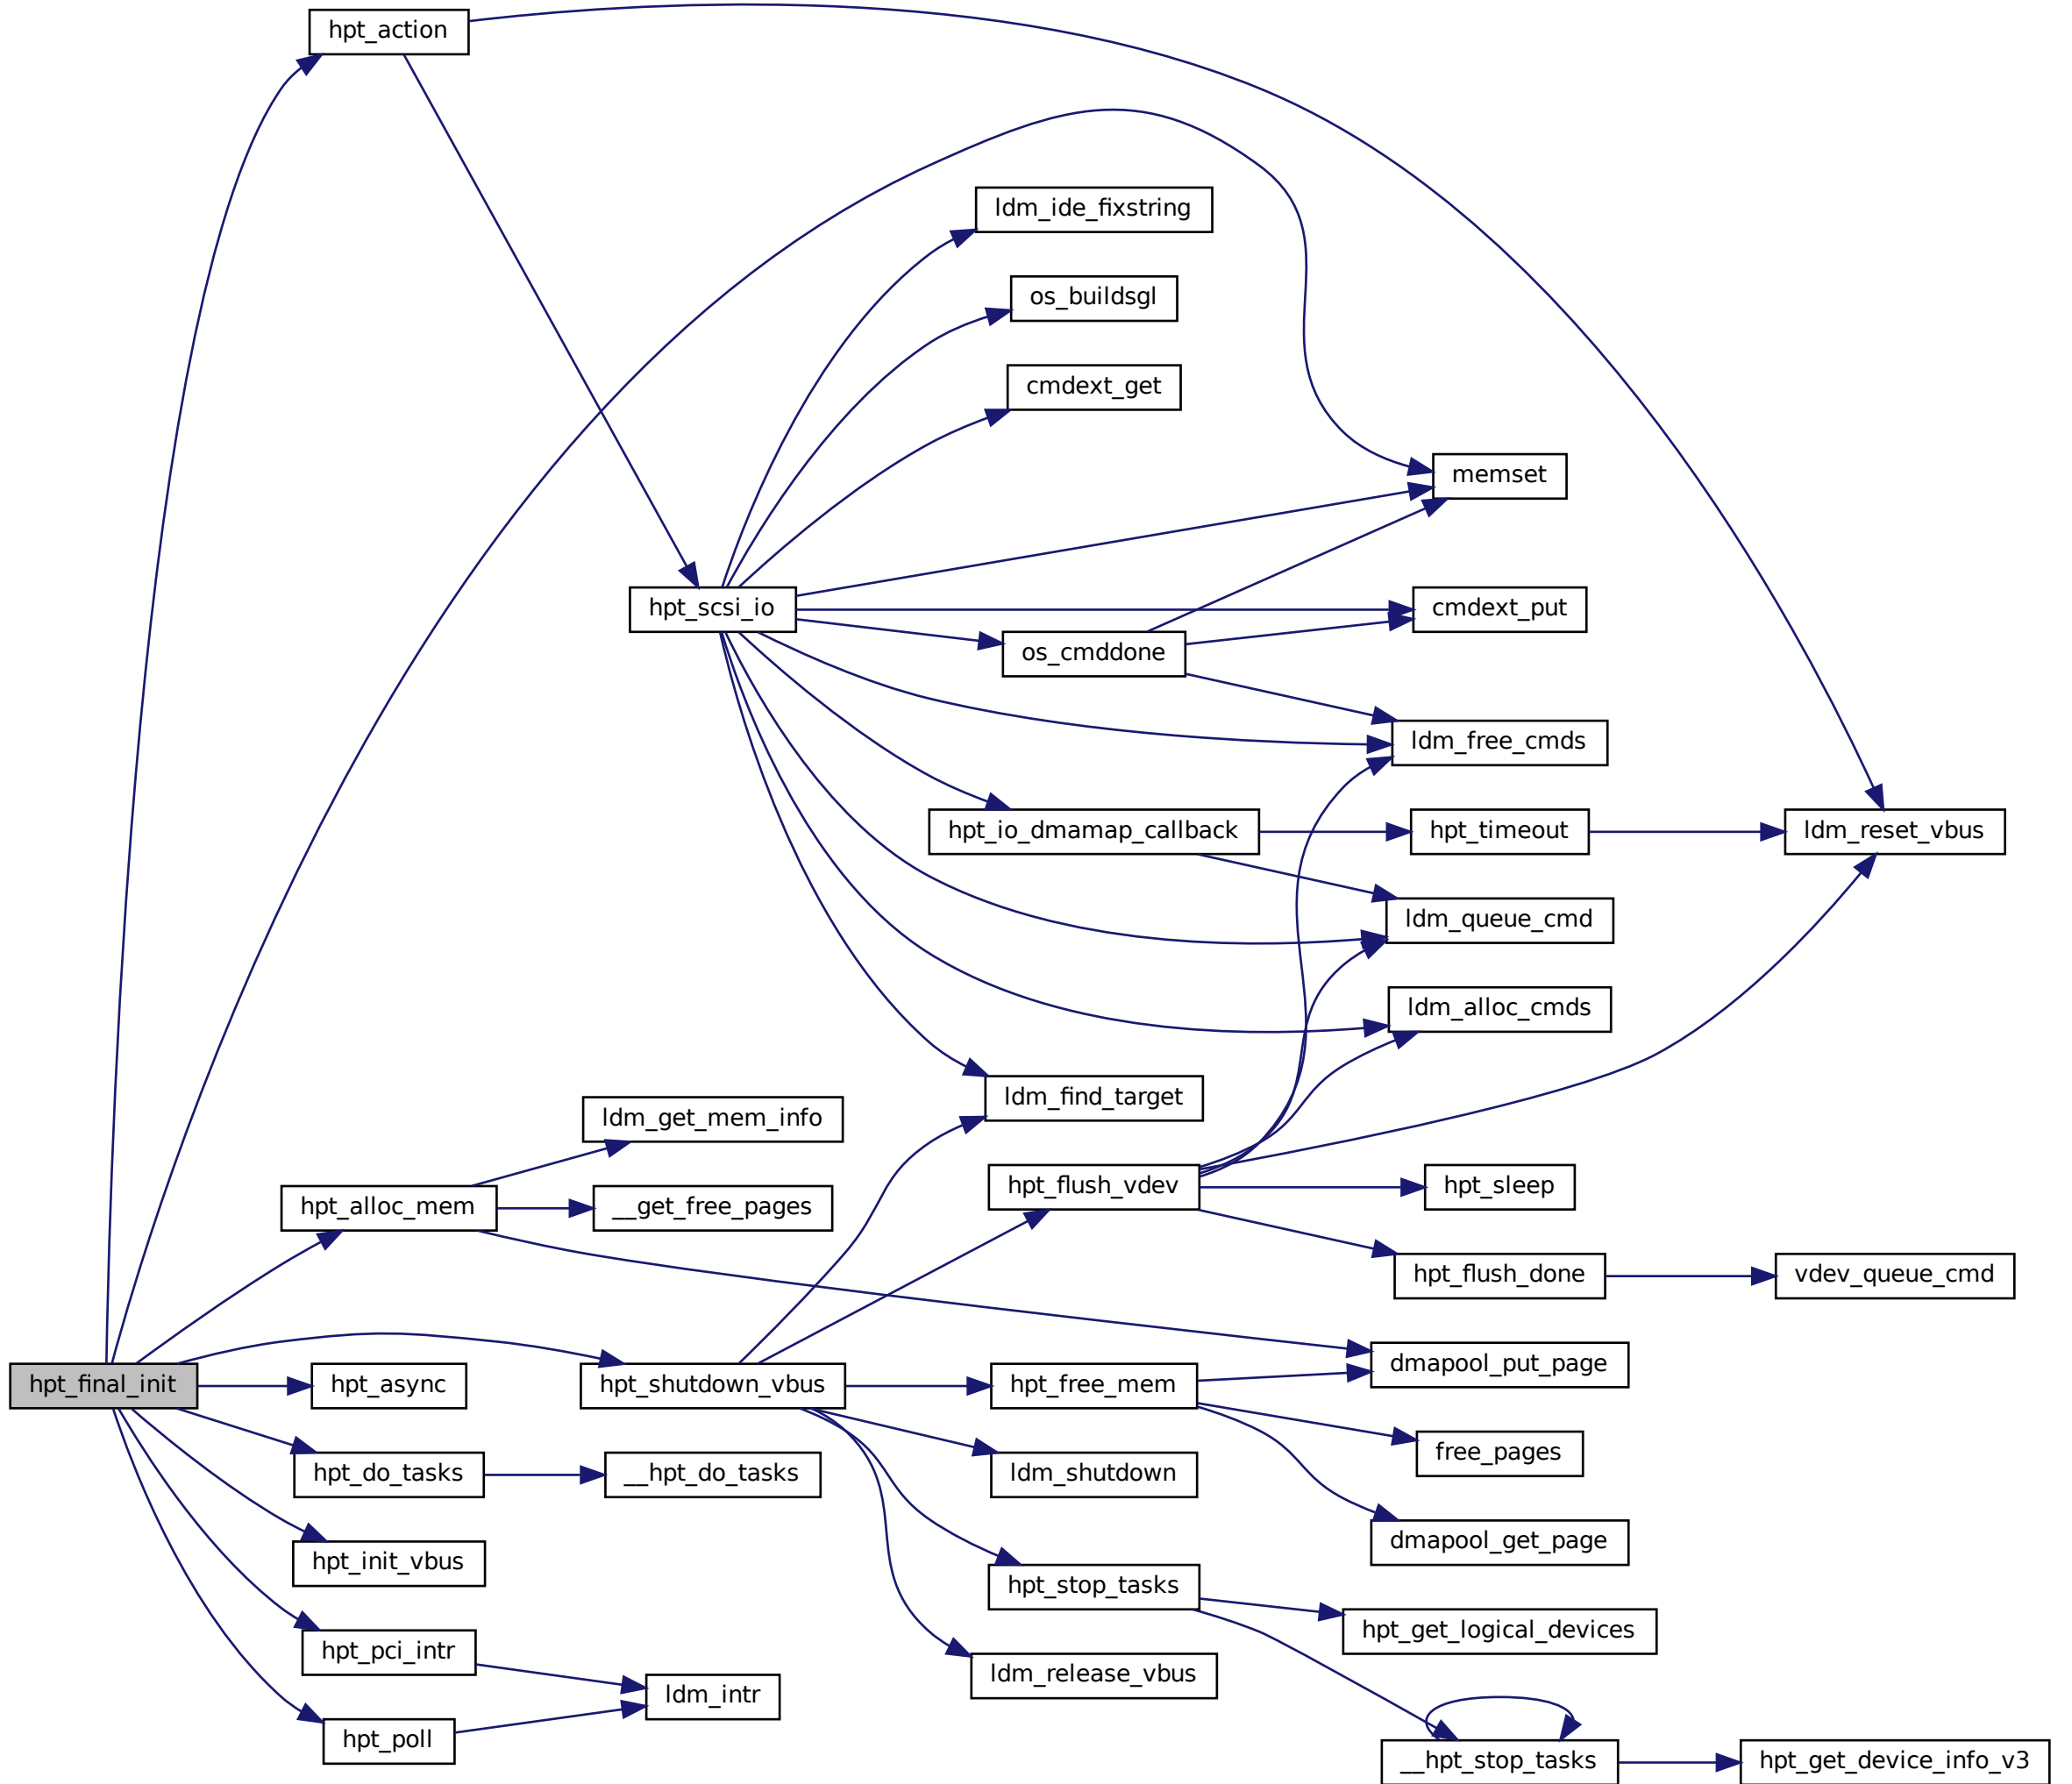 hpt_action
ldm_ide_fixstring
os_buildsgl
cmdext_get
memset
hpt_scsi_io
cmdext_put
os_cmddone
ldm_free_cmds
hpt_io_dmamap_callback
hpt_timeout
ldm_reset_vbus
ldm_queue_cmd
ldm_alloc_cmds
ldm_find_target
ldm_get_mem_info
hpt_flush_vdev
hpt_sleep
hpt_alloc_mem
__get_free_pages
hpt_flush_done
vdev_queue_cmd
dmapool_put_page
hpt_final_init
hpt_async
hpt_shutdown_vbus
hpt_free_mem
free_pages
hpt_do_tasks
__hpt_do_tasks
ldm_shutdown
dmapool_get_page
hpt_init_vbus
hpt_stop_tasks
hpt_get_logical_devices
hpt_pci_intr
ldm_release_vbus
ldm_intr
hpt_poll
__hpt_stop_tasks
hpt_get_device_info_v3